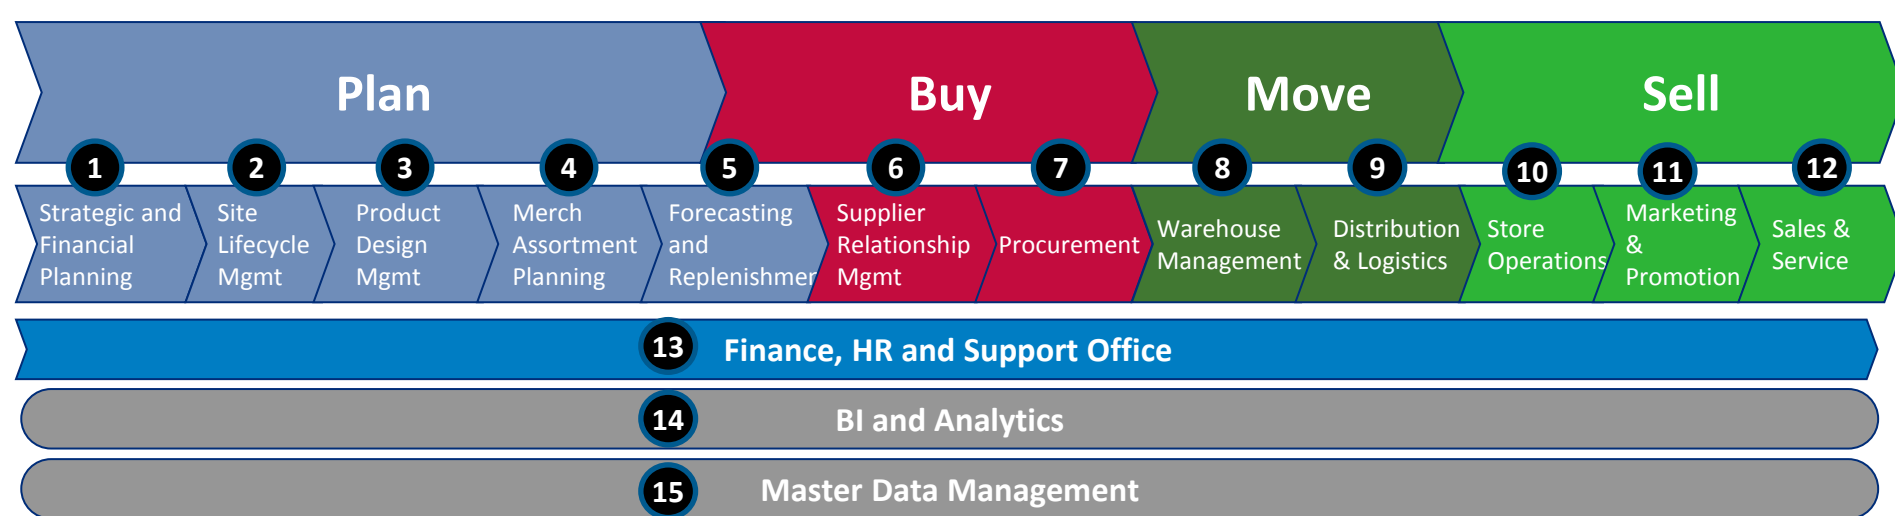 Plan
Buy
Move
Sell
1
2
3
4
5
6
7
8
9
10
11
12
Strategic and
Financial
Planning
Site
Lifecycle
Mgmt
Product
Design
Mgmt
Merch
Assortment
Planning
Forecasting
and
Replenishmer
Supplier
Relationship
Mgmt
Procurement
Warehouse
Management
Distribution
& Logistics
Store
Operations
Marketing
&
Promotion
Sales &
Service
13 Finance, HR and Support Office
14 BI and Analytics
15 Master Data Management